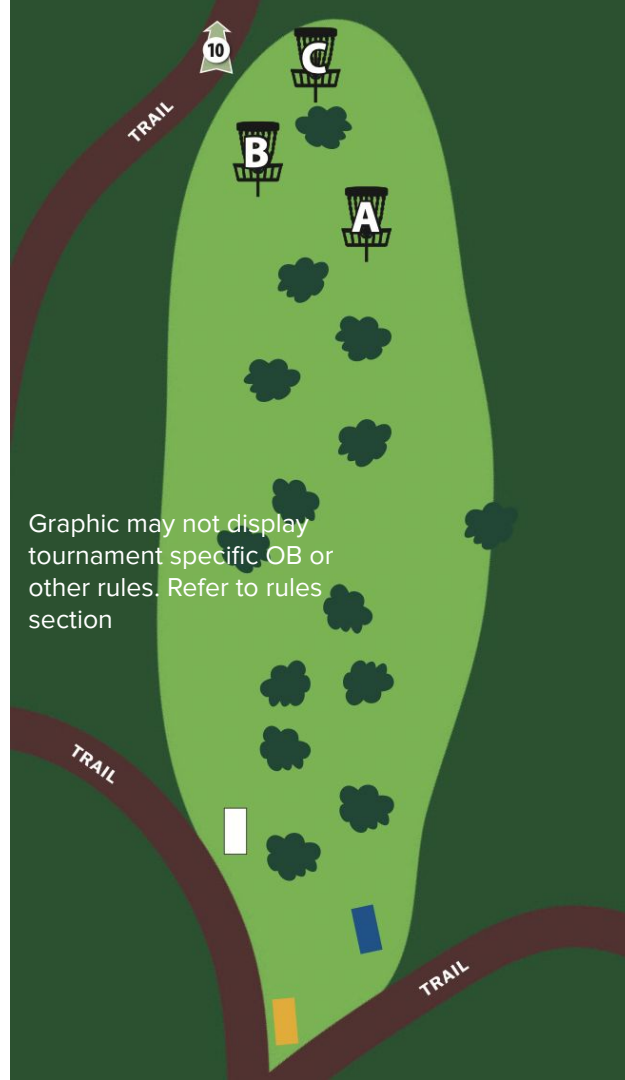 10
C
TRAIL
B
A
Graphic may not display
tournament specific OB or
other rules. Refer to rules
section
TRAIL
TRAIL